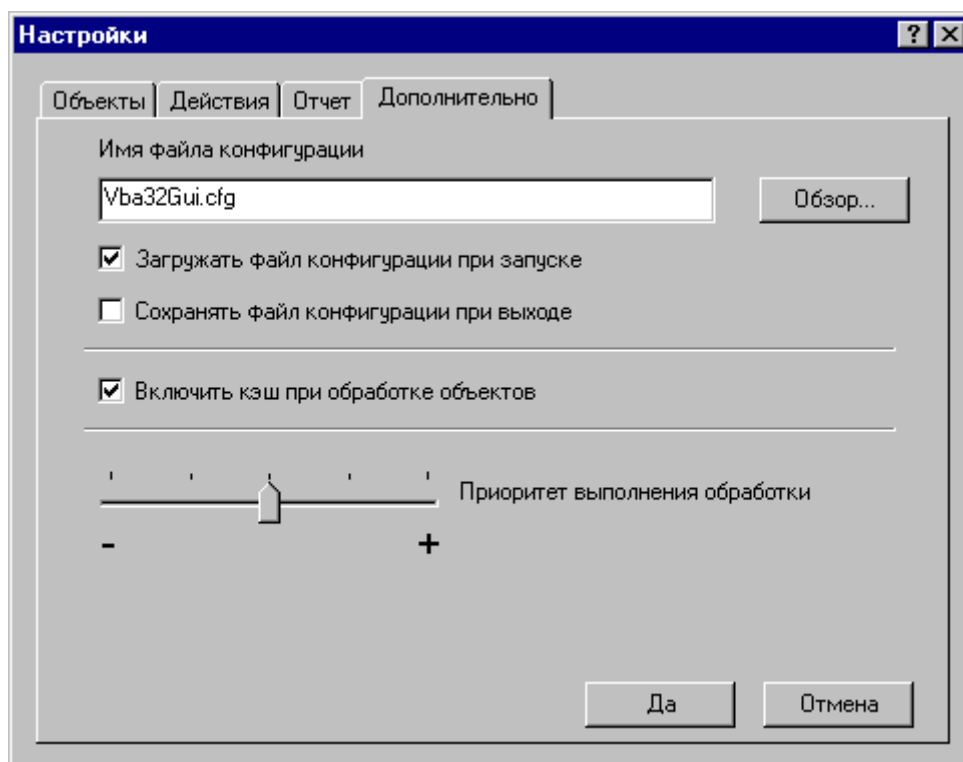 Настройки
Объекты Действия Отчет Дополнительно
Имя файла конфигурации
Vba32Gui.cfg Обзор...
Загружать файл конфигурации при запуске
Сохранять файл конфигурации при выходе
Включить кэш при обработке объектов
Приоритет выполнения обработки
- +
Да Отмена